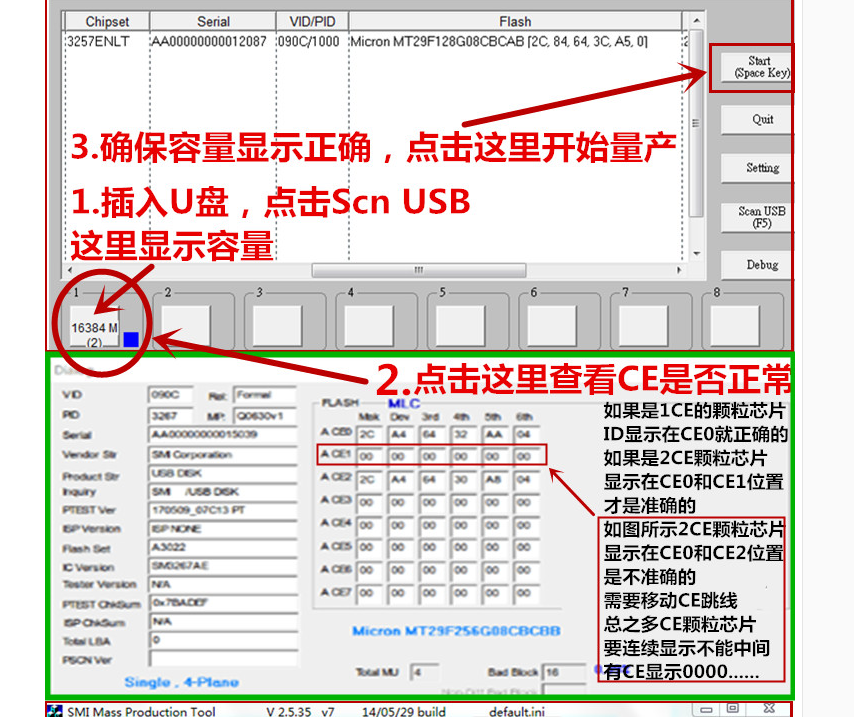 Chipset Serial VID/PID Flash
3257ENLT AA00000000012087 090C/1000 Micron MT29F128G08CBCAB [2C, 84, 64, 3C, A5, 0] 2
Start
(Space Key)
Quit
3.确保容量显示正确，点击这里开始量产
Setting
1.插入U盘，点击Scn USB
Scan USB
(F5)
这里显示容量
Debug
1 2 3 4 5 6 7 8
16384 M
(2)
2.点击这里查看CE是否正常
VID 090C Rel: Formal
PID 3267 MP: Q0630v1
Serial AA00000000015039
Vendor Str SMI Corporation
Product Str USB DISK
Inquiry SMI /USB DISK
PTEST Ver 170509_07C13 PT
ISP Version ISP NONE
Flash Set A3022
IC Version SM3267AE
Tester Version N/A
PTEST ChkSum 0x7BADEF
ISP ChkSum N/A
Total LBA 0
PSCN Ver
Single , 4-Plane
FLASH MLC
Mak Dev 3rd 4th 5th 6th
A CE0 2C A4 64 32 AA 04
A CE1 00 00 00 00 00 00
A CE2 2C A4 64 30 A8 04
A CE3 00 00 00 00 00 00
A CE4 00 00 00 00 00 00
A CE5 00 00 00 00 00 00
A CE6 00 00 00 00 00 00
A CE7 00 00 00 00 00 00
Micron MT29F256G08CBCBB
Total MU 4 Bad Block 16
如果是1CE的颗粒芯片
ID显示在CE0就正确的
如果是2CE颗粒芯片
显示在CE0和CE1位置
才是准确的
如图所示2CE颗粒芯片
显示在CE0和CE2位置
是不准确的
需要移动CE跳线
总之多CE颗粒芯片
要连续显示不能中间
有CE显示0000......
SMI Mass Production Tool V 2.5.35 v7 14/05/29 build default.ini